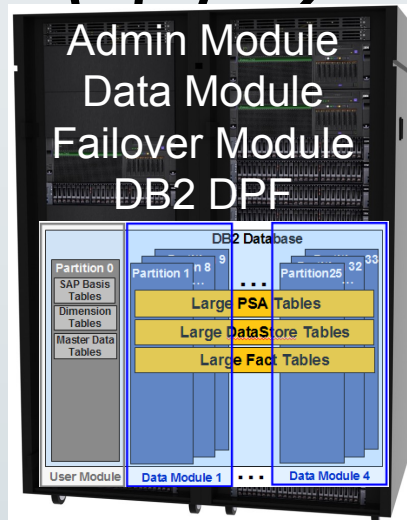 Admin Module
Data Module
Failover Module
DB2 DPF
DB2 Database
Partition 0
SAP Basis
Tables
Dimension
Tables
Master Data
Tables
Partition 1
8
9
...
Partition25
32
33
...
Large PSA Tables
Large DataStore Tables
Large Fact Tables
User Module
Data Module 1
...
Data Module 4